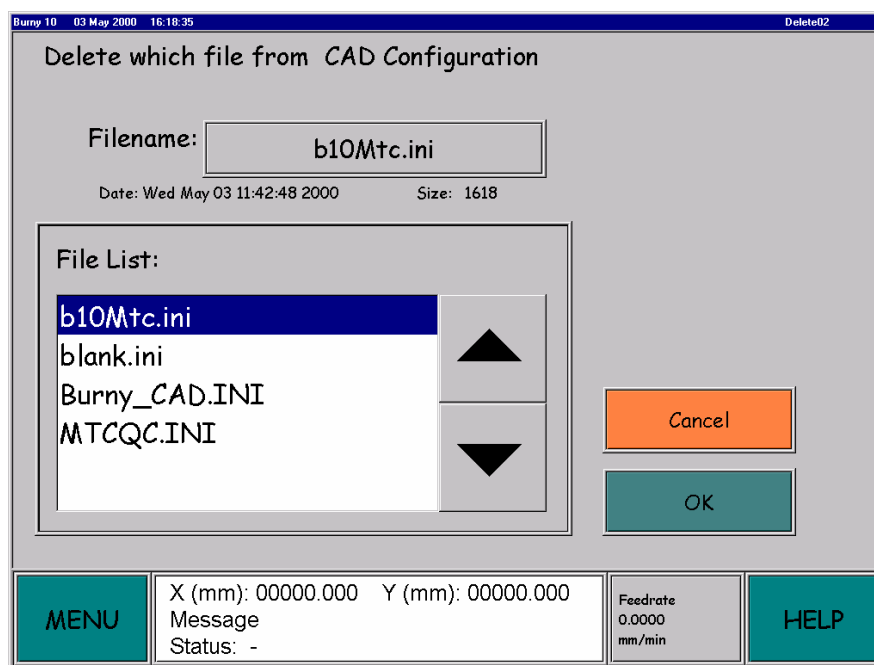 Burny 10 03 May 2000 16:18:35 Delete02
Delete which file from CAD Configuration
Filename: b10Mtc.ini
Date: Wed May 03 11:42:48 2000 Size: 1618
File List:
b10Mtc.ini
blank.ini
Burny_CAD.INI
MTCQC.INI
Cancel
OK
MENU
X (mm): 00000.000 Y (mm): 00000.000
Message
Status: -
Feedrate
0.0000
mm/min
HELP